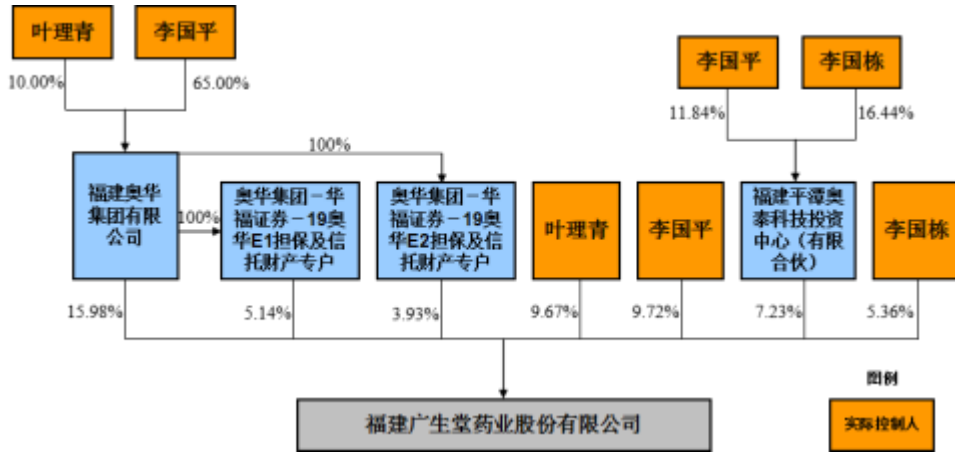 叶理青
李国平
10.00%
65.00%
李国平
李国栋
11.84%
16.44%
100%
福建奥华
集团有限
公司
100%
奥华集团－华
福证券－19奥
华E1担保及信
托财产专户
奥华集团－华
福证券－19奥
华E2担保及信
托财产专户
叶理青
李国平
福建平潭奥
泰科技投资
中心（有限
合伙）
李国栋
15.98%
5.14%
3.93%
9.67%
9.72%
7.23%
5.36%
图例
福建广生堂药业股份有限公司
实际控制人